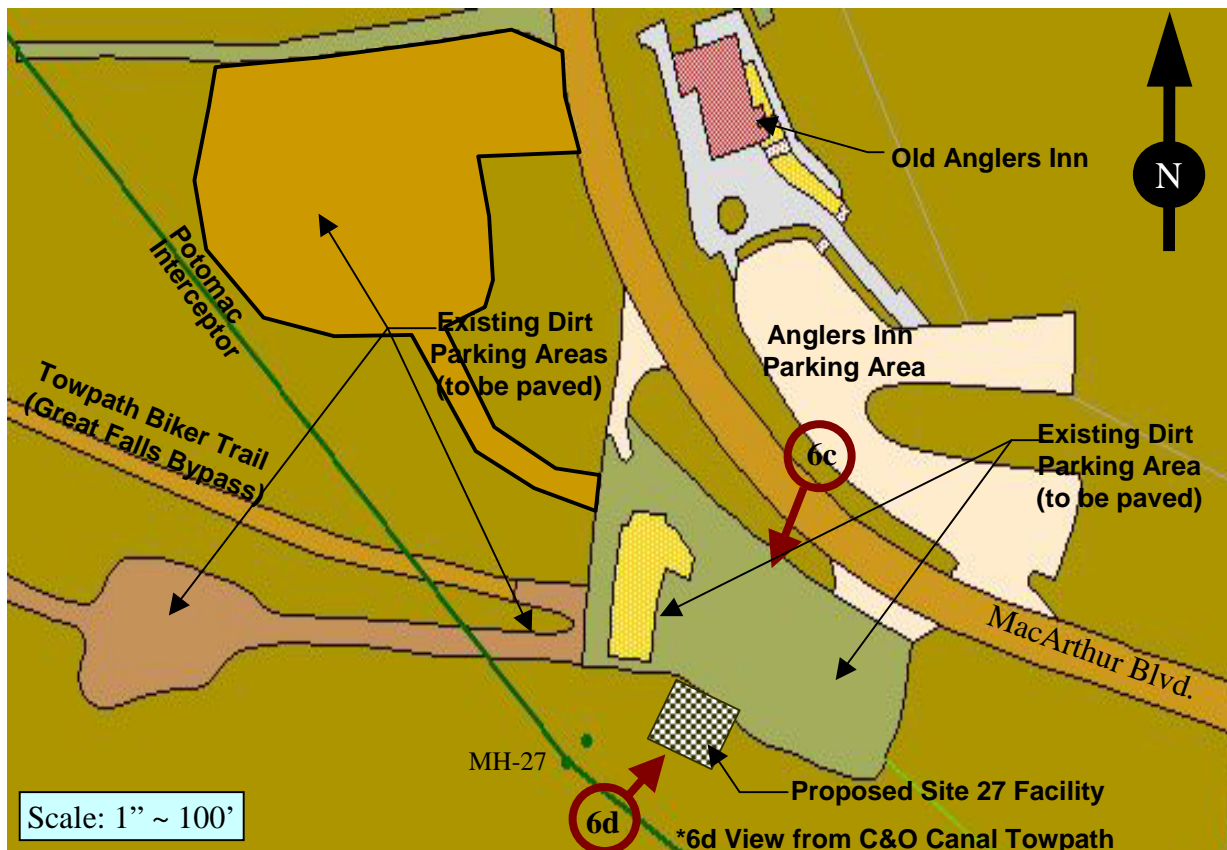 Old Anglers Inn
N
Potomac
Interceptor
Existing Dirt
Parking Areas
(to be paved)
Anglers Inn
Parking Area
Towpath Biker Trail
(Great Falls Bypass)
6c
Existing Dirt
Parking Area
(to be paved)
MacArthur Blvd.
MH-27
Proposed Site 27 Facility
Scale: 1” ~ 100’
6d
*6d View from C&O Canal Towpath